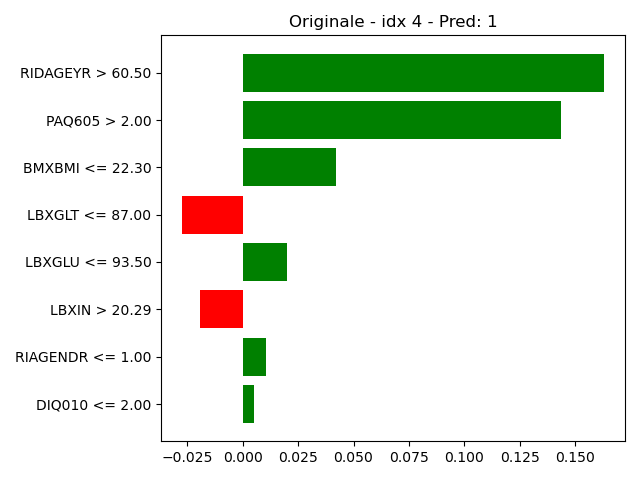 Originale - idx 4 - Pred: 1
RIDAGEYR > 60.50
PAQ605 > 2.00
BMXBMI <= 22.30
LBXGLT <= 87.00
LBXGLU <= 93.50
LBXIN > 20.29
RIAGENDR <= 1.00
DIQ010 <= 2.00
−0.025 0.000 0.025 0.050 0.075 0.100 0.125 0.150